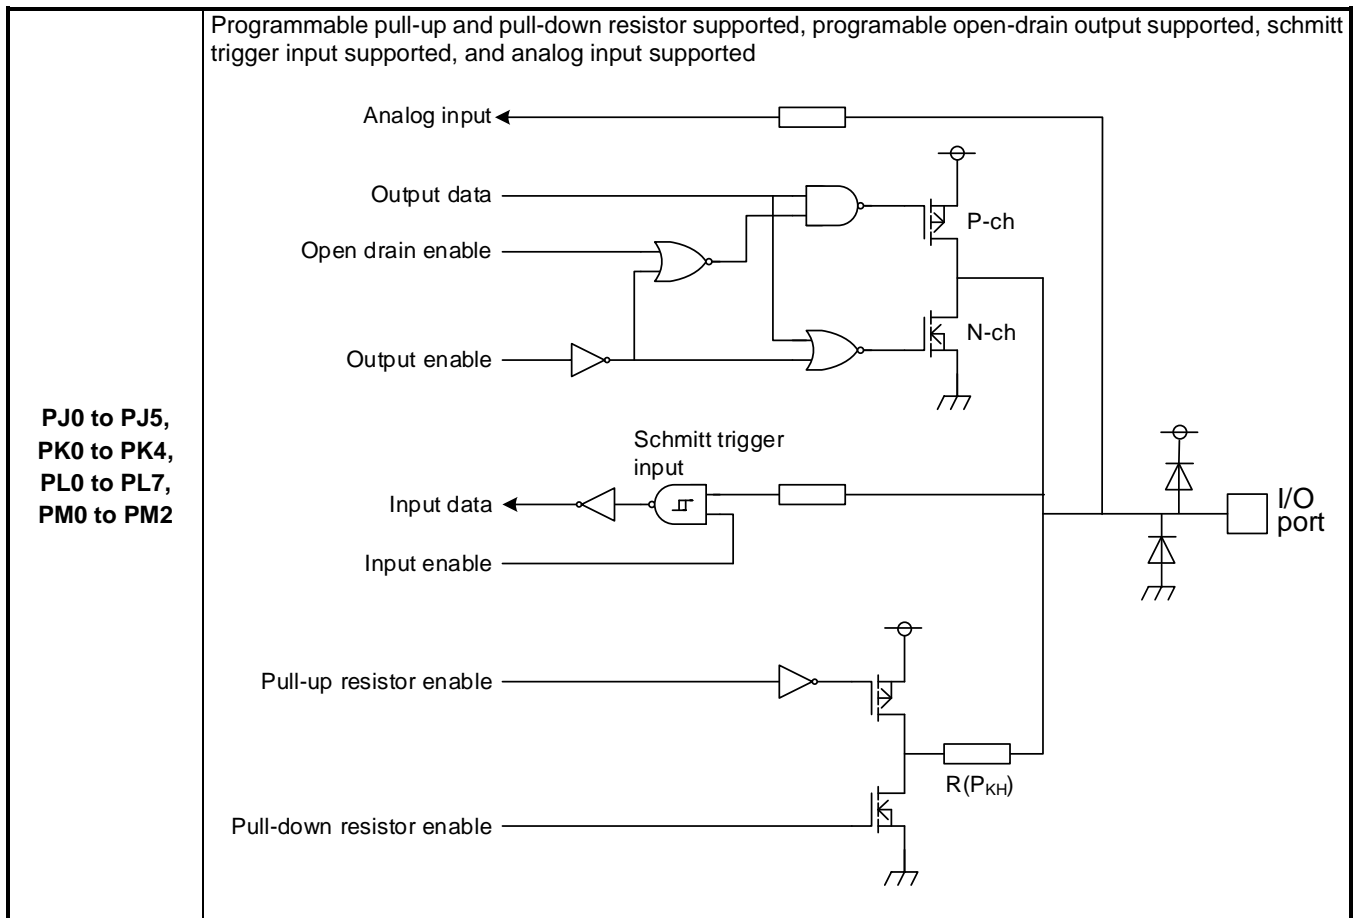 Programmable pull-up and pull-down resistor supported, programable open-drain output supported, schmitt
trigger input supported, and analog input supported
Analog input
Output data
P-ch
Open drain enable
N-ch
Output enable
PJ0 to PJ5,
PK0 to PK4,
PL0 to PL7,
PM0 to PM2
Schmitt trigger
input
Input data
I/O
port
Input enable
Pull-up resistor enable
R(PKH)
Pull-down resistor enable